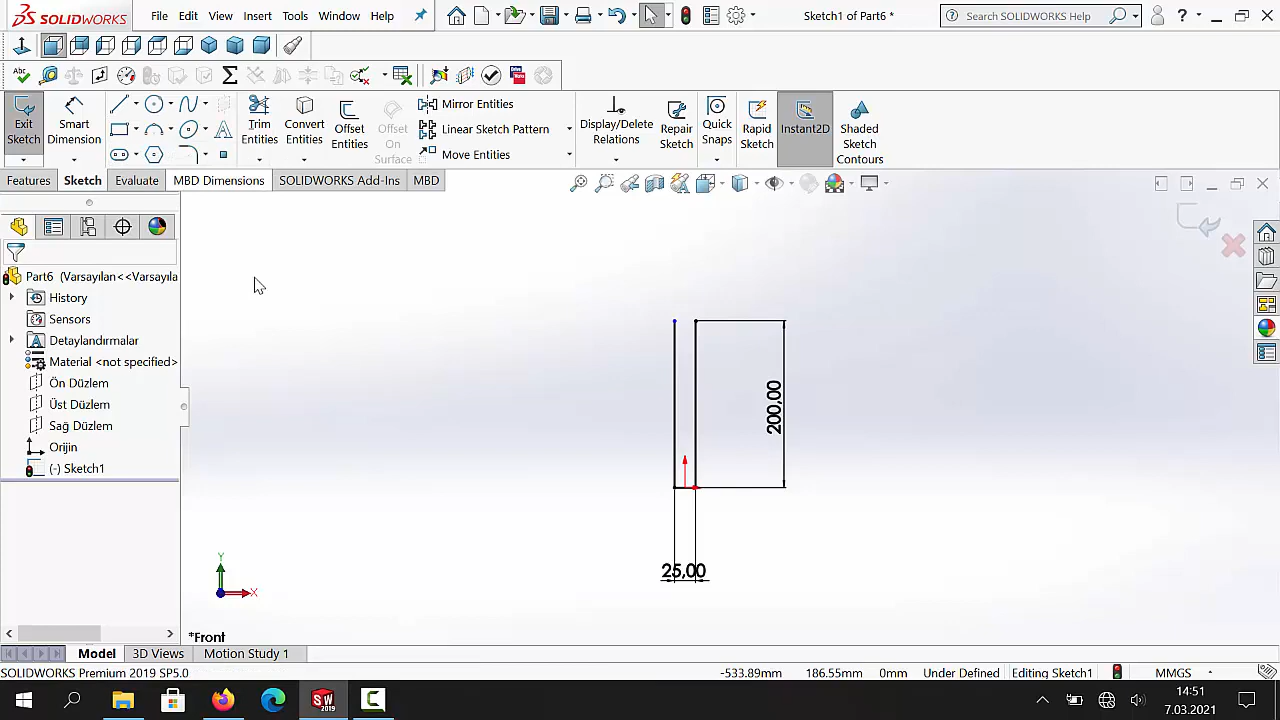 SOLIDWORKS File Edit View Insert Tools Window Help Sketch1 of Part6 * Search SOLIDWORKS Help
Exit Sketch
Smart Dimension
Trim Entities
Convert Entities
Offset Entities
Offset On Surface
Mirror Entities
Linear Sketch Pattern
Move Entities
Display/Delete Relations
Repair Sketch
Quick Snaps
Rapid Sketch
Instant2D
Shaded Sketch Contours
Features Sketch Evaluate MBD Dimensions SOLIDWORKS Add-Ins MBD
Part6 (Varsayılan<<Varsayıla
History
Sensors
Detaylandırmalar
Material <not specified>
Ön Düzlem
Üst Düzlem
Sağ Düzlem
Orijin
(-) Sketch1
200,00
25,00
Y
X
*Front
Model 3D Views Motion Study 1
SOLIDWORKS Premium 2019 SP5.0 -533.89mm 186.55mm 0mm Under Defined Editing Sketch1 MMGS
14:51
7.03.2021